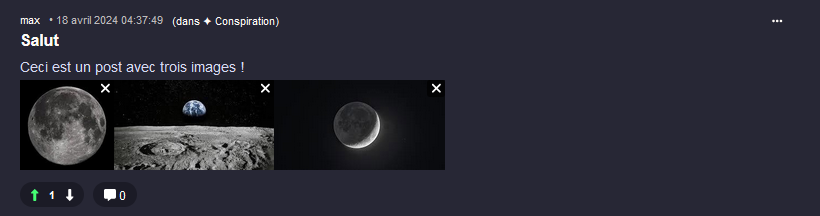 max • 18 avril 2024 04:37:49 (dans ✦ Conspiration)
Salut
Ceci est un post avec trois images !
1 0